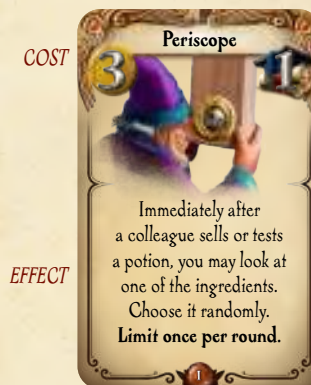 Periscope
COST
3
1
Immediately after
a colleague sells or tests
a potion, you may look at
one of the ingredients.
Choose it randomly.
EFFECT
Limit once per round.
1